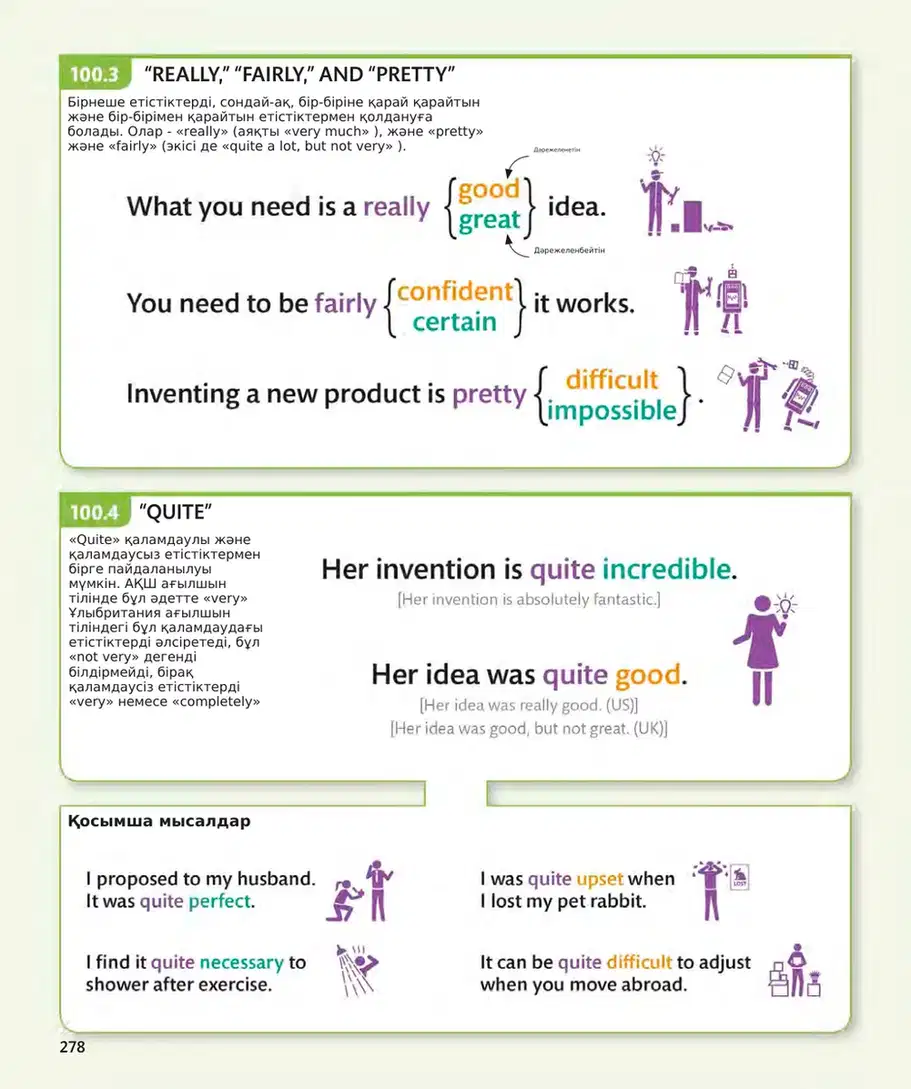 100.3 "REALLY," "FAIRLY," AND "PRETTY"
Бірнеше етістіктерді, сондай-ақ, бір-біріне қарай қарайтын
және бір-бірімен қарайтын етістіктермен қолдануға
болады. Олар - «really» (аяқты «very much» ), және «pretty»
және «fairly» (екісі де «quite a lot, but not very» ).
Дәрежеленетін
What you need is a really {good great} idea.
Дәрежеленбейтін
You need to be fairly {confident certain} it works.
Inventing a new product is pretty {difficult impossible}.
100.4 "QUITE"
«Quite» қаламдаулы және
қаламдаусыз етістіктермен
бірге пайдаланылуы
мүмкін. АҚШ ағылшын
тілінде бұл әдетте «very»
Ұлыбритания ағылшын
тіліндегі бұл қаламдаудағы
етістіктерді әлсіретеді, бұл
«not very» дегенді
білдірмейді, бірақ
қаламдаусіз етістіктерді
«very» немесе «completely»
Her invention is quite incredible.
[Her invention is absolutely fantastic.]
Her idea was quite good.
[Her idea was really good. (US)]
[Her idea was good, but not great. (UK)]
Қосымша мысалдар
I proposed to my husband.
It was quite perfect.
I was quite upset when
I lost my pet rabbit.
LOST
I find it quite necessary to
shower after exercise.
It can be quite difficult to adjust
when you move abroad.
278